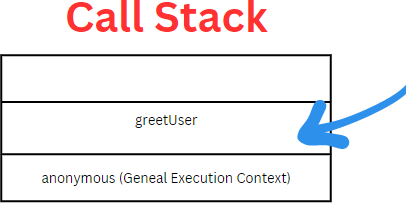 Call Stack
greetUser
anonymous (Geneal Execution Context)